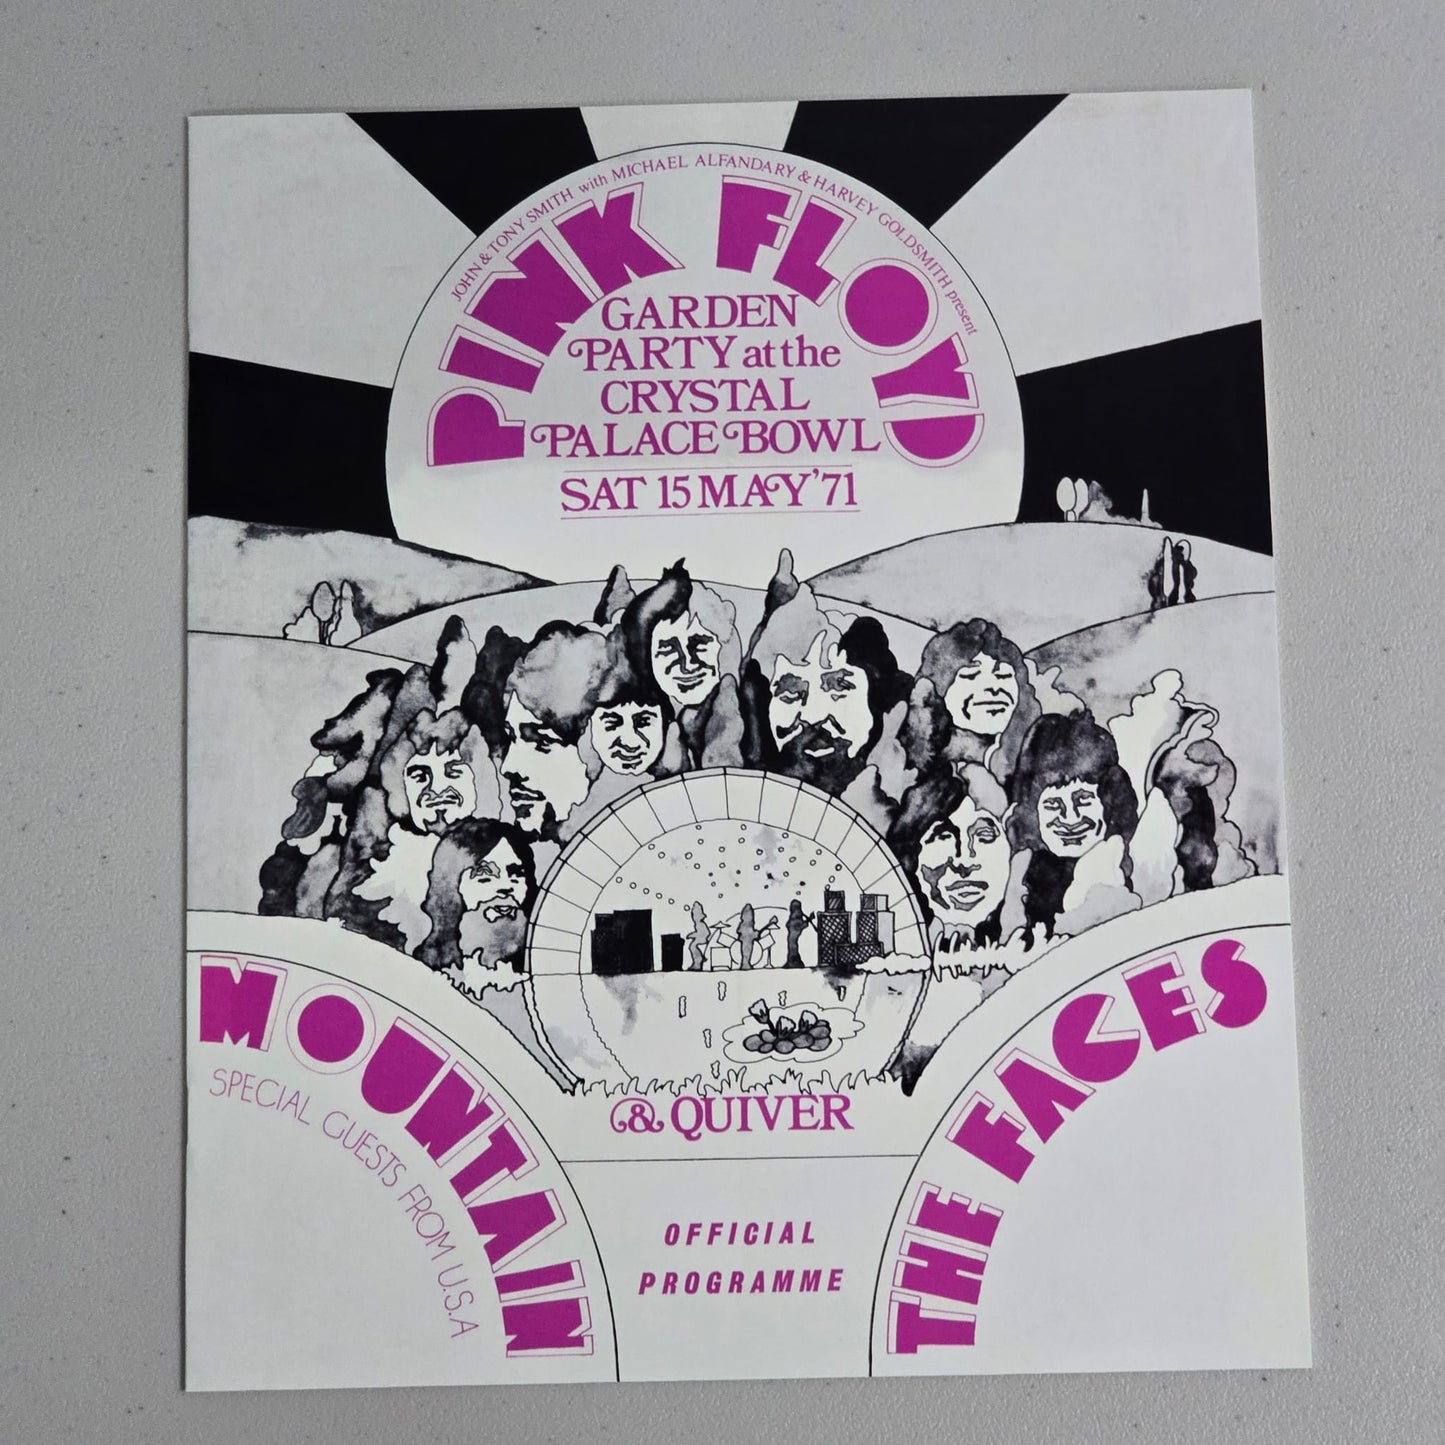 JOHN & TONY SMITH with MICHAEL ALFANDARY & HARVEY GOLDSMITH present
PINK FLOYD
GARDEN
PARTY at the
CRYSTAL
PALACE BOWL
SAT 15 MAY '71
MOUNTAIN
SPECIAL GUESTS FROM U.S.A
& QUIVER
THE FACES
OFFICIAL
PROGRAMME